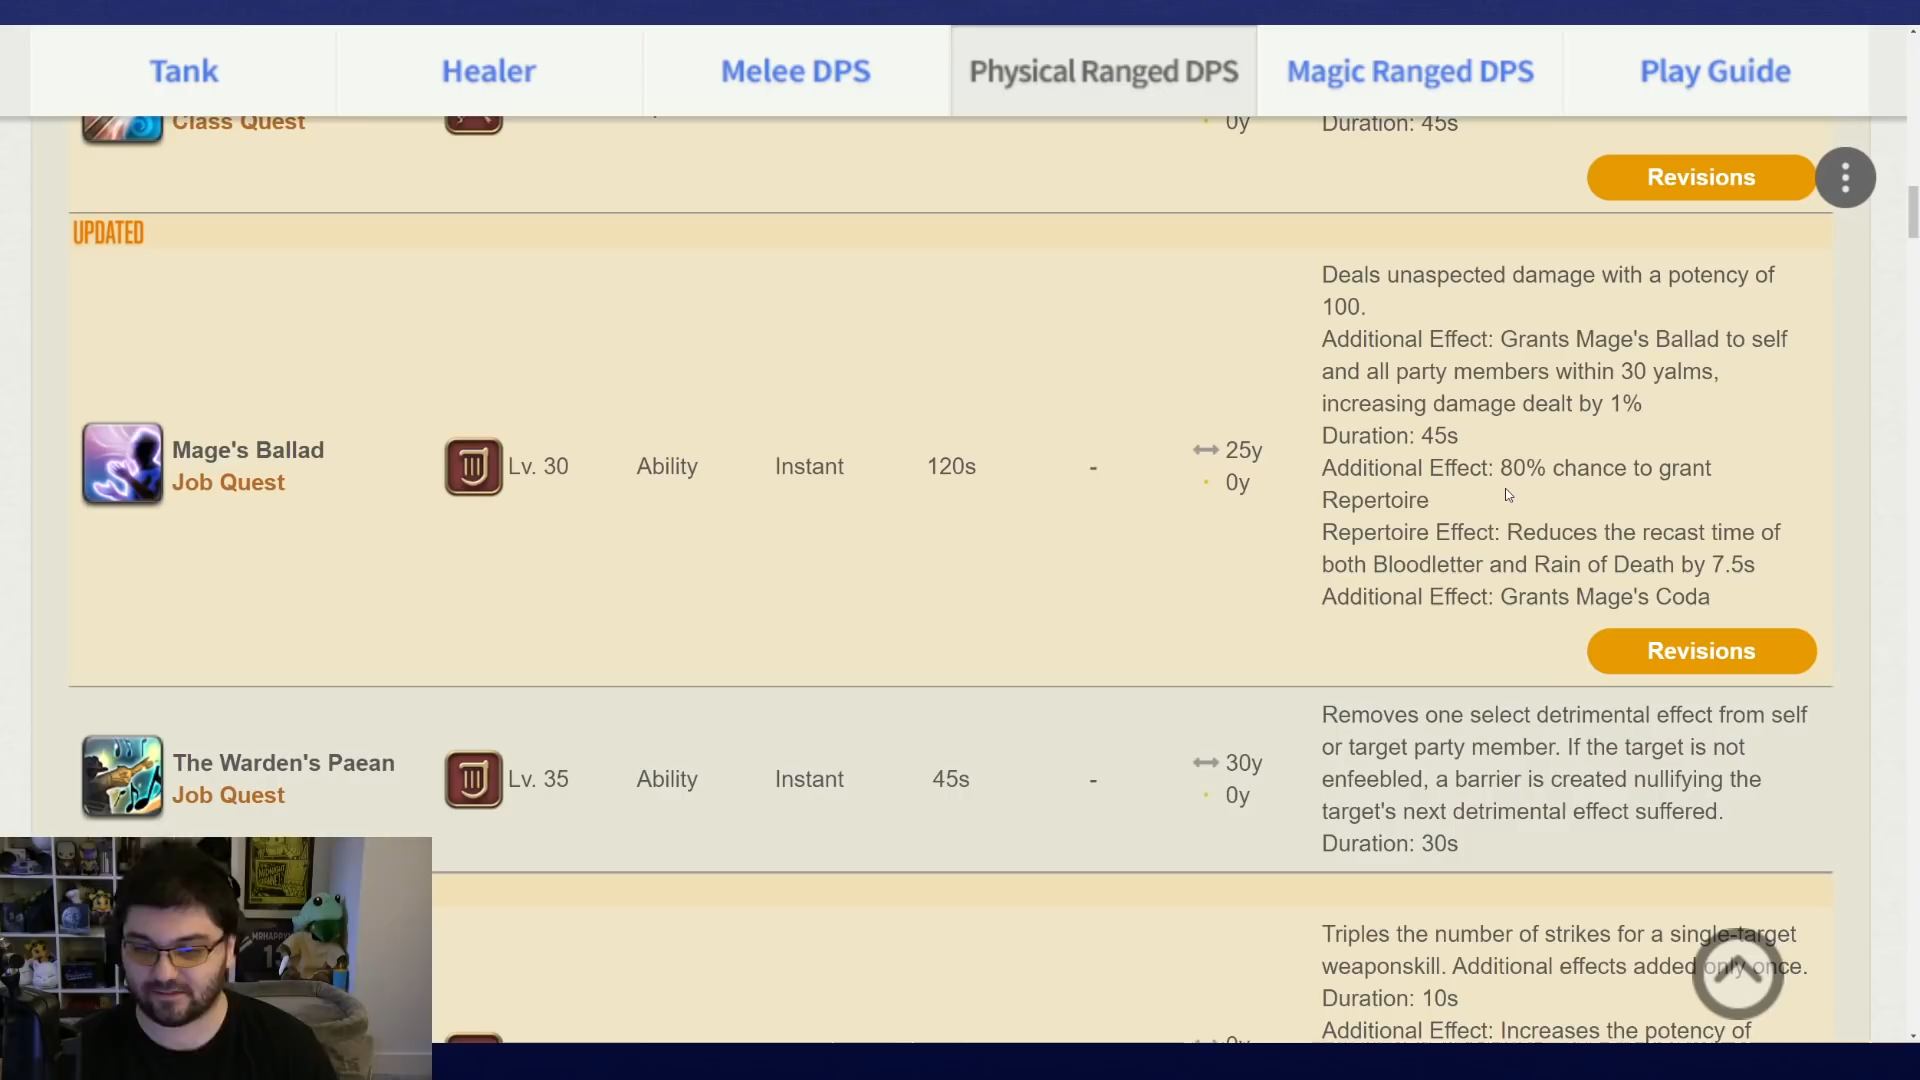 Tank
Healer
Melee DPS
Physical Ranged DPS
Magic Ranged DPS
Play Guide
Class Quest
0y
Duration: 45s
Revisions
UPDATED
Mage's Ballad
Job Quest
Lv. 30
Ability
Instant
120s
-
25y
0y
Deals unaspected damage with a potency of
100.
Additional Effect: Grants Mage's Ballad to self
and all party members within 30 yalms,
increasing damage dealt by 1%
Duration: 45s
Additional Effect: 80% chance to grant
Repertoire
Repertoire Effect: Reduces the recast time of
both Bloodletter and Rain of Death by 7.5s
Additional Effect: Grants Mage's Coda
Revisions
The Warden's Paean
Job Quest
Lv. 35
Ability
Instant
45s
-
30y
0y
Removes one select detrimental effect from self
or target party member. If the target is not
enfeebled, a barrier is created nullifying the
target's next detrimental effect suffered.
Duration: 30s
Triples the number of strikes for a single-target
weaponskill. Additional effects added only once.
Duration: 10s
Additional Effect: Increases the potency of
0y
MRHAPPY